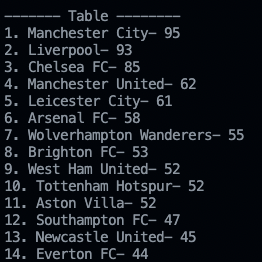 ------- Table --------
1. Manchester City- 95
2. Liverpool- 93
3. Chelsea FC- 85
4. Manchester United- 62
5. Leicester City- 61
6. Arsenal FC- 58
7. Wolverhampton Wanderers- 55
8. Brighton FC- 53
9. West Ham United- 52
10. Tottenham Hotspur- 52
11. Aston Villa- 52
12. Southampton FC- 47
13. Newcastle United- 45
14. Everton FC- 44